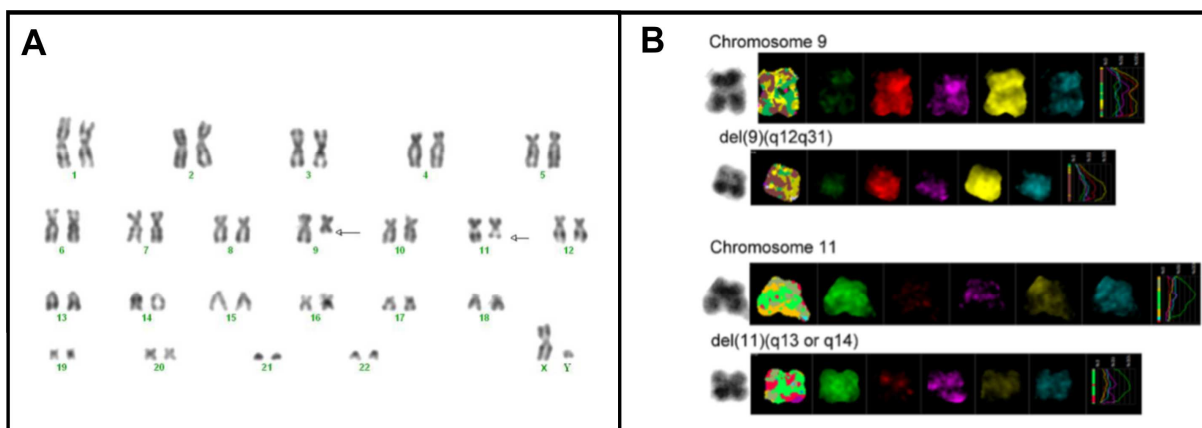 A
1 2 3 4 5
6 7 8 9 10 11 12
13 14 15 16 17 18
19 20 21 22 X Y
B
Chromosome 9
del(9)(q12q31)
Chromosome 11
del(11)(q13 or q14)